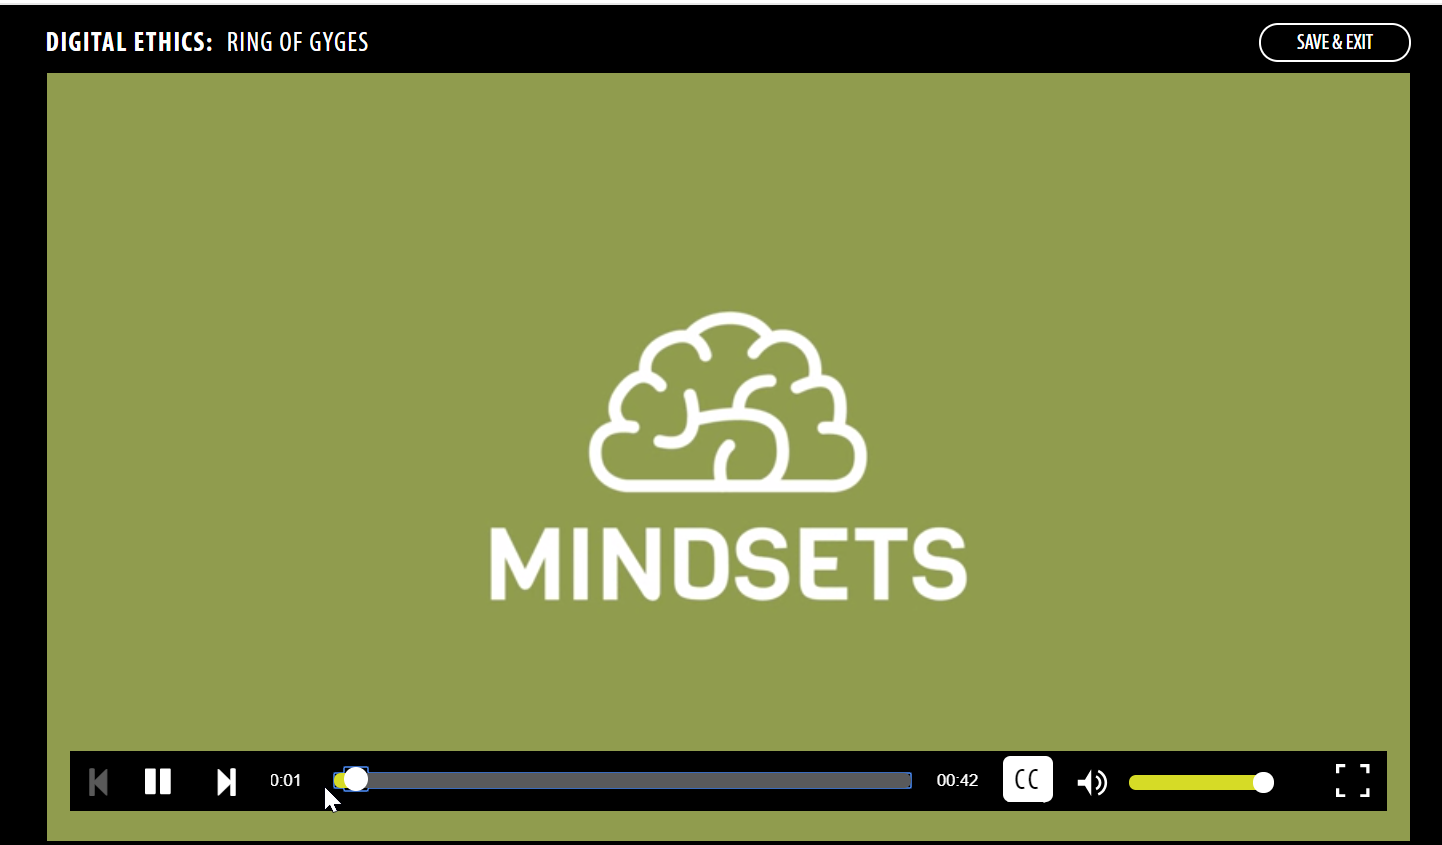 DIGITAL ETHICS: RING OF GYGES
SAVE & EXIT
MINDSETS
0:01
00:42
CC